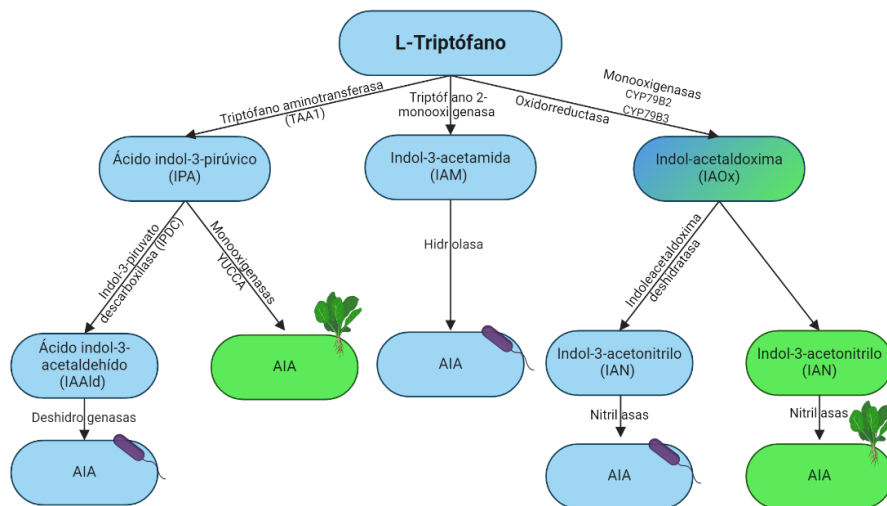 L-Triptófano
Triptófano aminotransferasa
(TAA1)
Triptófano 2-
monooxigenasa
Oxidorreductasa
Monooxigenasas
CYP79B2
CYP79B3
Ácido indol-3-pirúvico
(IPA)
Indol-3-acetamida
(IAM)
Indol-acetaldoxima
(IAOx)
Indol-3-piruvato
descarboxilasa (IPDC)
Monooxigenasas
YUCCA
Hidrolasa
Indoleacetaldoxima
deshidratasa
Ácido indol-3-
acetaldehído
(IAAld)
AIA
AIA
Indol-3-acetonitrilo
(IAN)
Indol-3-acetonitrilo
(IAN)
Deshidrogenasas
Nitrilasas
Nitrilasas
AIA
AIA
AIA